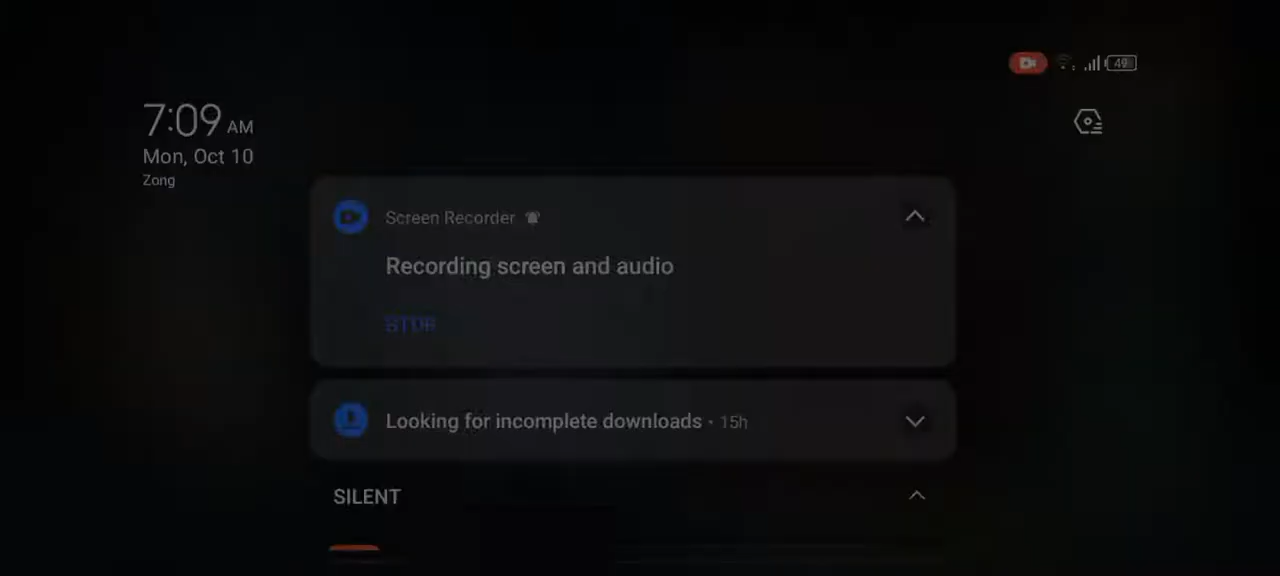 49
7:09 AM
Mon, Oct 10
Zong
Screen Recorder
Recording screen and audio
STOP
Looking for incomplete downloads • 15h
SILENT